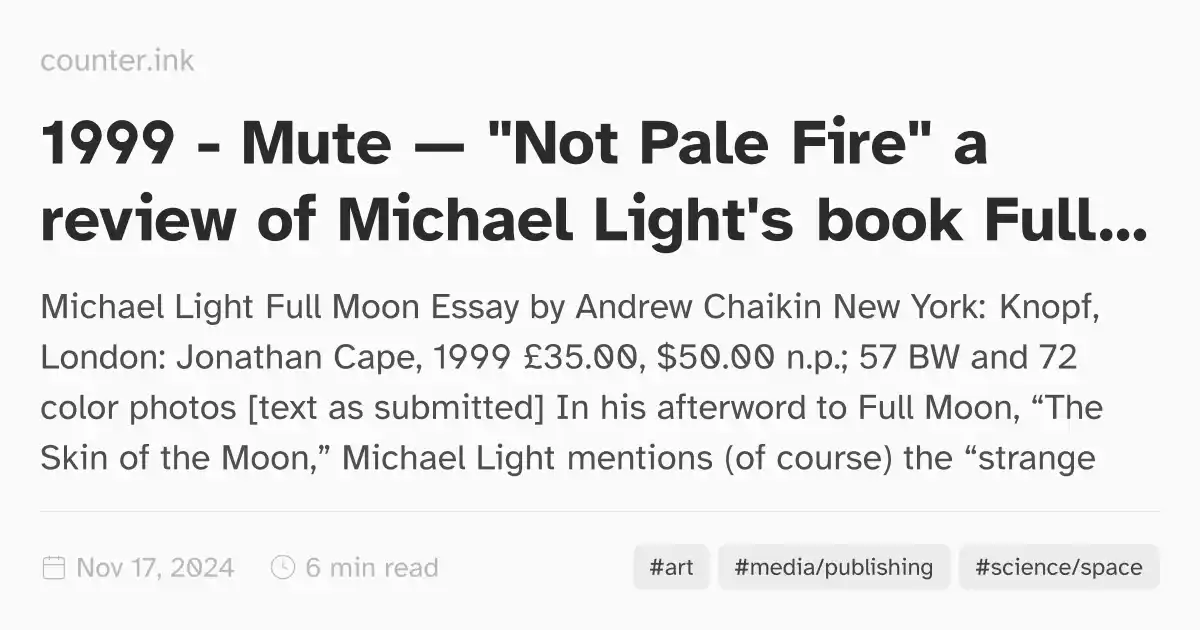 counter.ink
1999 - Mute — "Not Pale Fire" a
review of Michael Light's book Full...
Michael Light Full Moon Essay by Andrew Chaikin New York: Knopf,
London: Jonathan Cape, 1999 £35.00, $50.00 n.p.; 57 BW and 72
color photos [text as submitted] In his afterword to Full Moon, “The
Skin of the Moon,” Michael Light mentions (of course) the “strange
Nov 17, 2024 6 min read #art #media/publishing #science/space